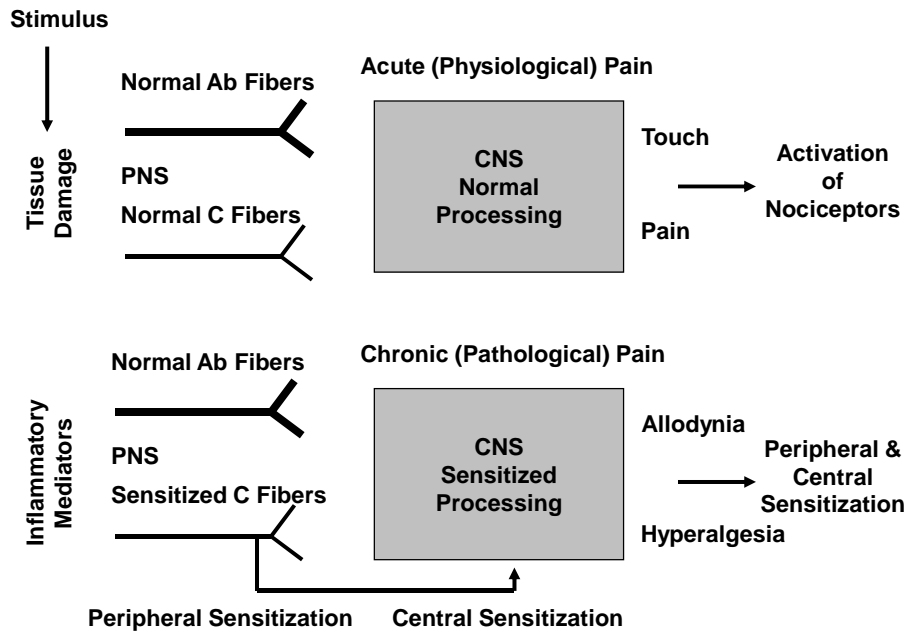 Stimulus
Tissue
Damage
Normal Ab Fibers
PNS
Normal C Fibers
Acute (Physiological) Pain
CNS
Normal
Processing
Touch
Pain
Activation
of
Nociceptors
Inflammatory
Mediators
Normal Ab Fibers
PNS
Sensitized C Fibers
Chronic (Pathological) Pain
CNS
Sensitized
Processing
Allodynia
Hyperalgesia
Peripheral &
Central
Sensitization
Peripheral Sensitization
Central Sensitization